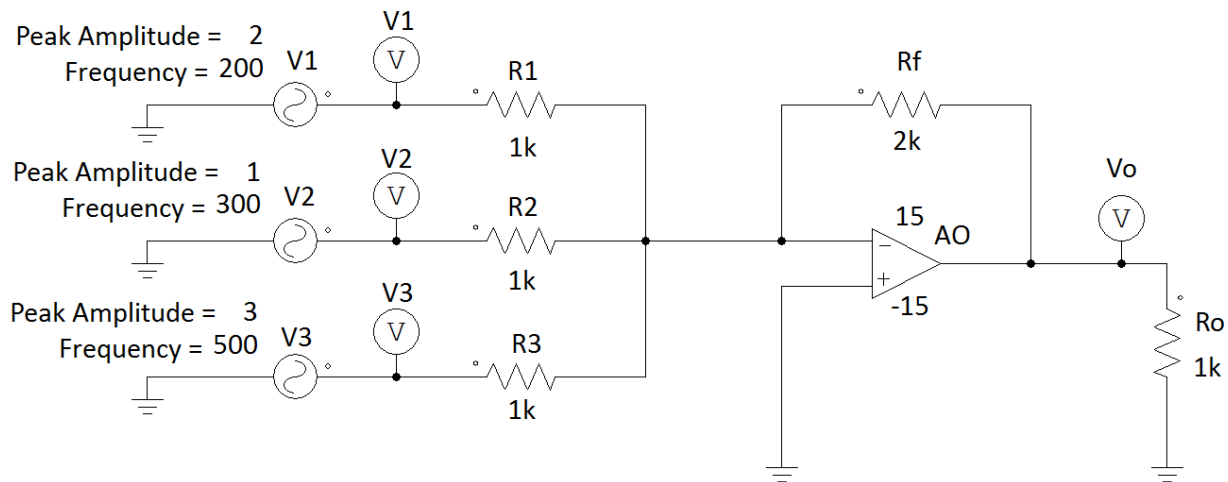 Peak Amplitude = 2
Frequency = 200
V1
V1
V
R1
1k
Rf
2k
Peak Amplitude = 1
Frequency = 300
V2
V2
V
R2
1k
15
AO
-15
Vo
V
Peak Amplitude = 3
Frequency = 500
V3
V3
V
R3
1k
Ro
1k